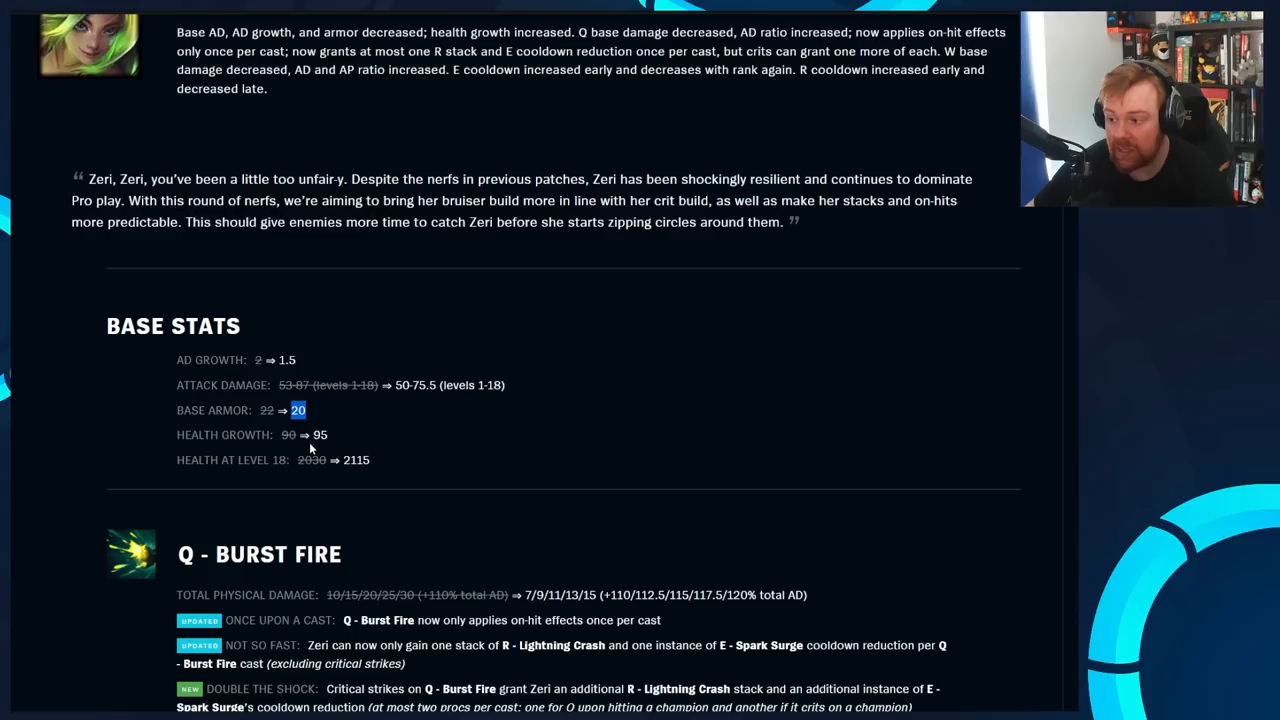 Base AD, AD growth, and armor decreased; health growth increased. Q base damage decreased, AD ratio increased; now applies on-hit effects
only once per cast; now grants at most one R stack and E cooldown reduction once per cast, but crits can grant one more of each. W base
damage decreased, AD and AP ratio increased. E cooldown increased early and decreases with rank again. R cooldown increased early and
decreased late.
“ Zeri, Zeri, you’ve been a little too unfair-y. Despite the nerfs in previous patches, Zeri has been shockingly resilient and continues to dominate
Pro play. With this round of nerfs, we’re aiming to bring her bruiser build more in line with her crit build, as well as make her stacks and on-hits
more predictable. This should give enemies more time to catch Zeri before she starts zipping circles around them. ”
BASE STATS
AD GROWTH: 2 ⇒ 1.5
ATTACK DAMAGE: 53-87 (levels 1-18) ⇒ 50-75.5 (levels 1-18)
BASE ARMOR: 22 ⇒ 20
HEALTH GROWTH: 90 ⇒ 95
HEALTH AT LEVEL 18: 2030 ⇒ 2115
Q - BURST FIRE
TOTAL PHYSICAL DAMAGE: 10/15/20/25/30 (+110% total AD) ⇒ 7/9/11/13/15 (+110/112.5/115/117.5/120% total AD)
UPDATED ONCE UPON A CAST: Q - Burst Fire now only applies on-hit effects once per cast
UPDATED NOT SO FAST: Zeri can now only gain one stack of R - Lightning Crash and one instance of E - Spark Surge cooldown reduction per Q
- Burst Fire cast (excluding critical strikes)
NEW DOUBLE THE SHOCK: Critical strikes on Q - Burst Fire grant Zeri an additional R - Lightning Crash stack and an additional instance of E -
Spark Surge's cooldown reduction (at most two procs per cast: one for Q upon hitting a champion and another if it crits on a champion)